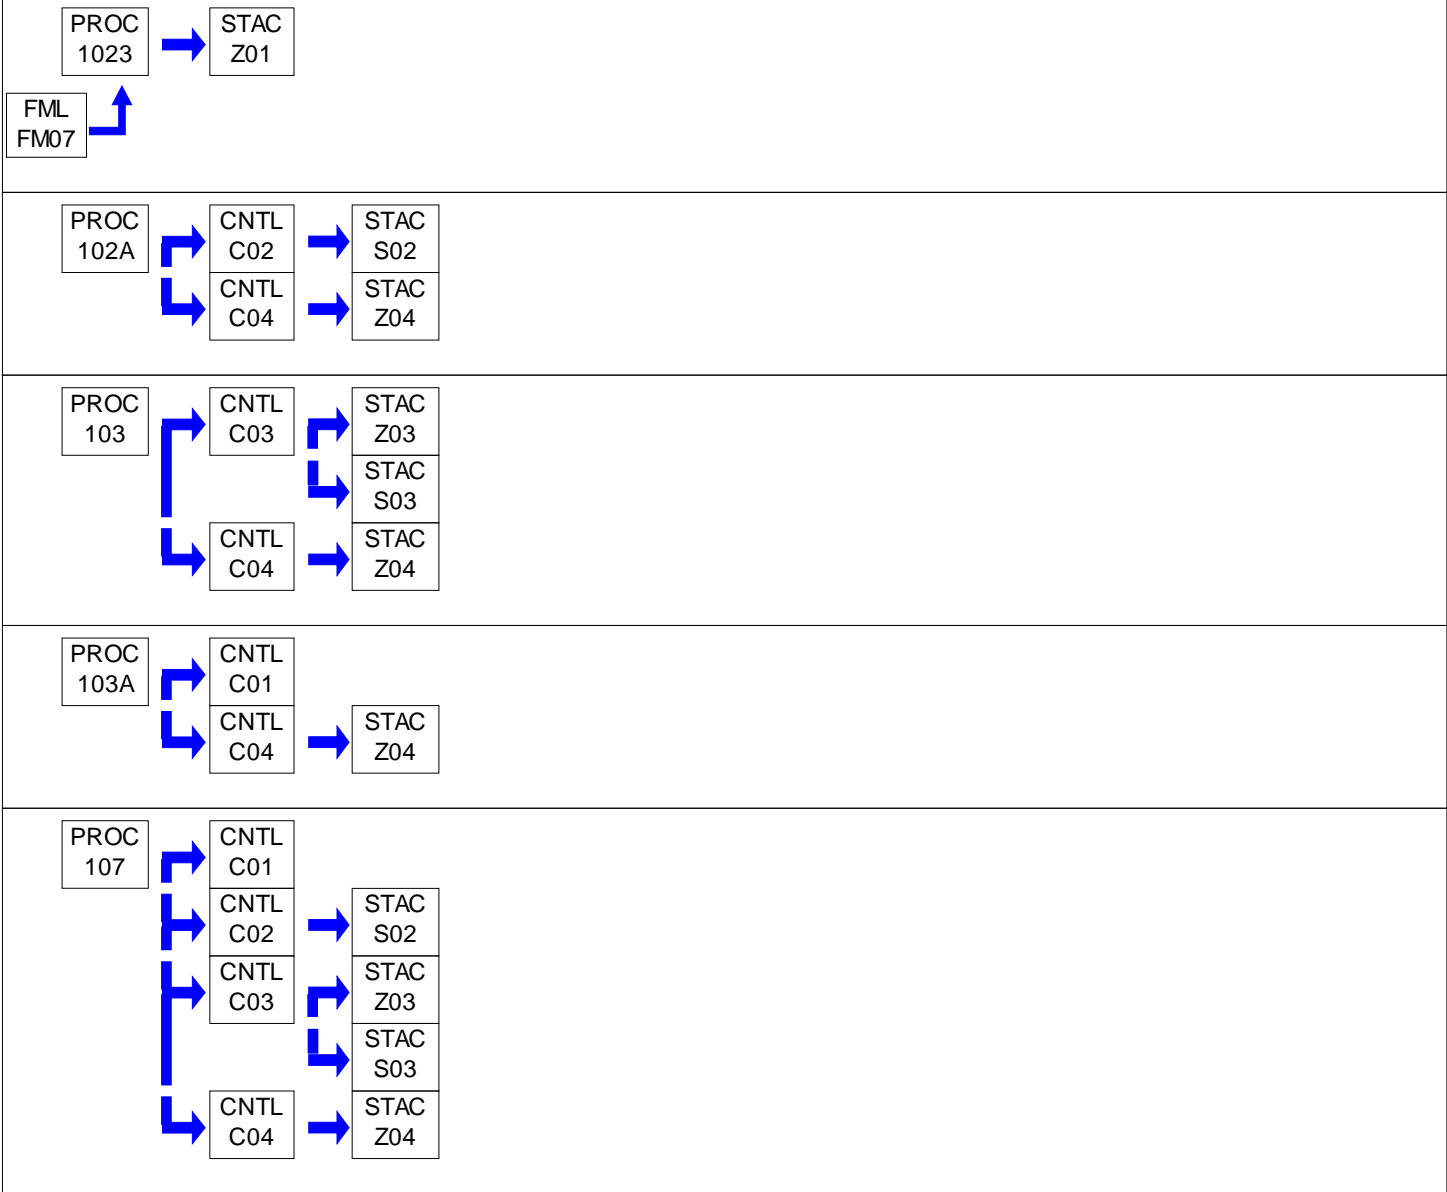 PROC
1023
STAC
Z01
FML
FM07
PROC
102A
CNTL
C02
STAC
S02
CNTL
C04
STAC
Z04
PROC
103
CNTL
C03
STAC
Z03
STAC
S03
CNTL
C04
STAC
Z04
PROC
103A
CNTL
C01
CNTL
C04
STAC
Z04
PROC
107
CNTL
C01
CNTL
C02
STAC
S02
CNTL
C03
STAC
Z03
STAC
S03
CNTL
C04
STAC
Z04